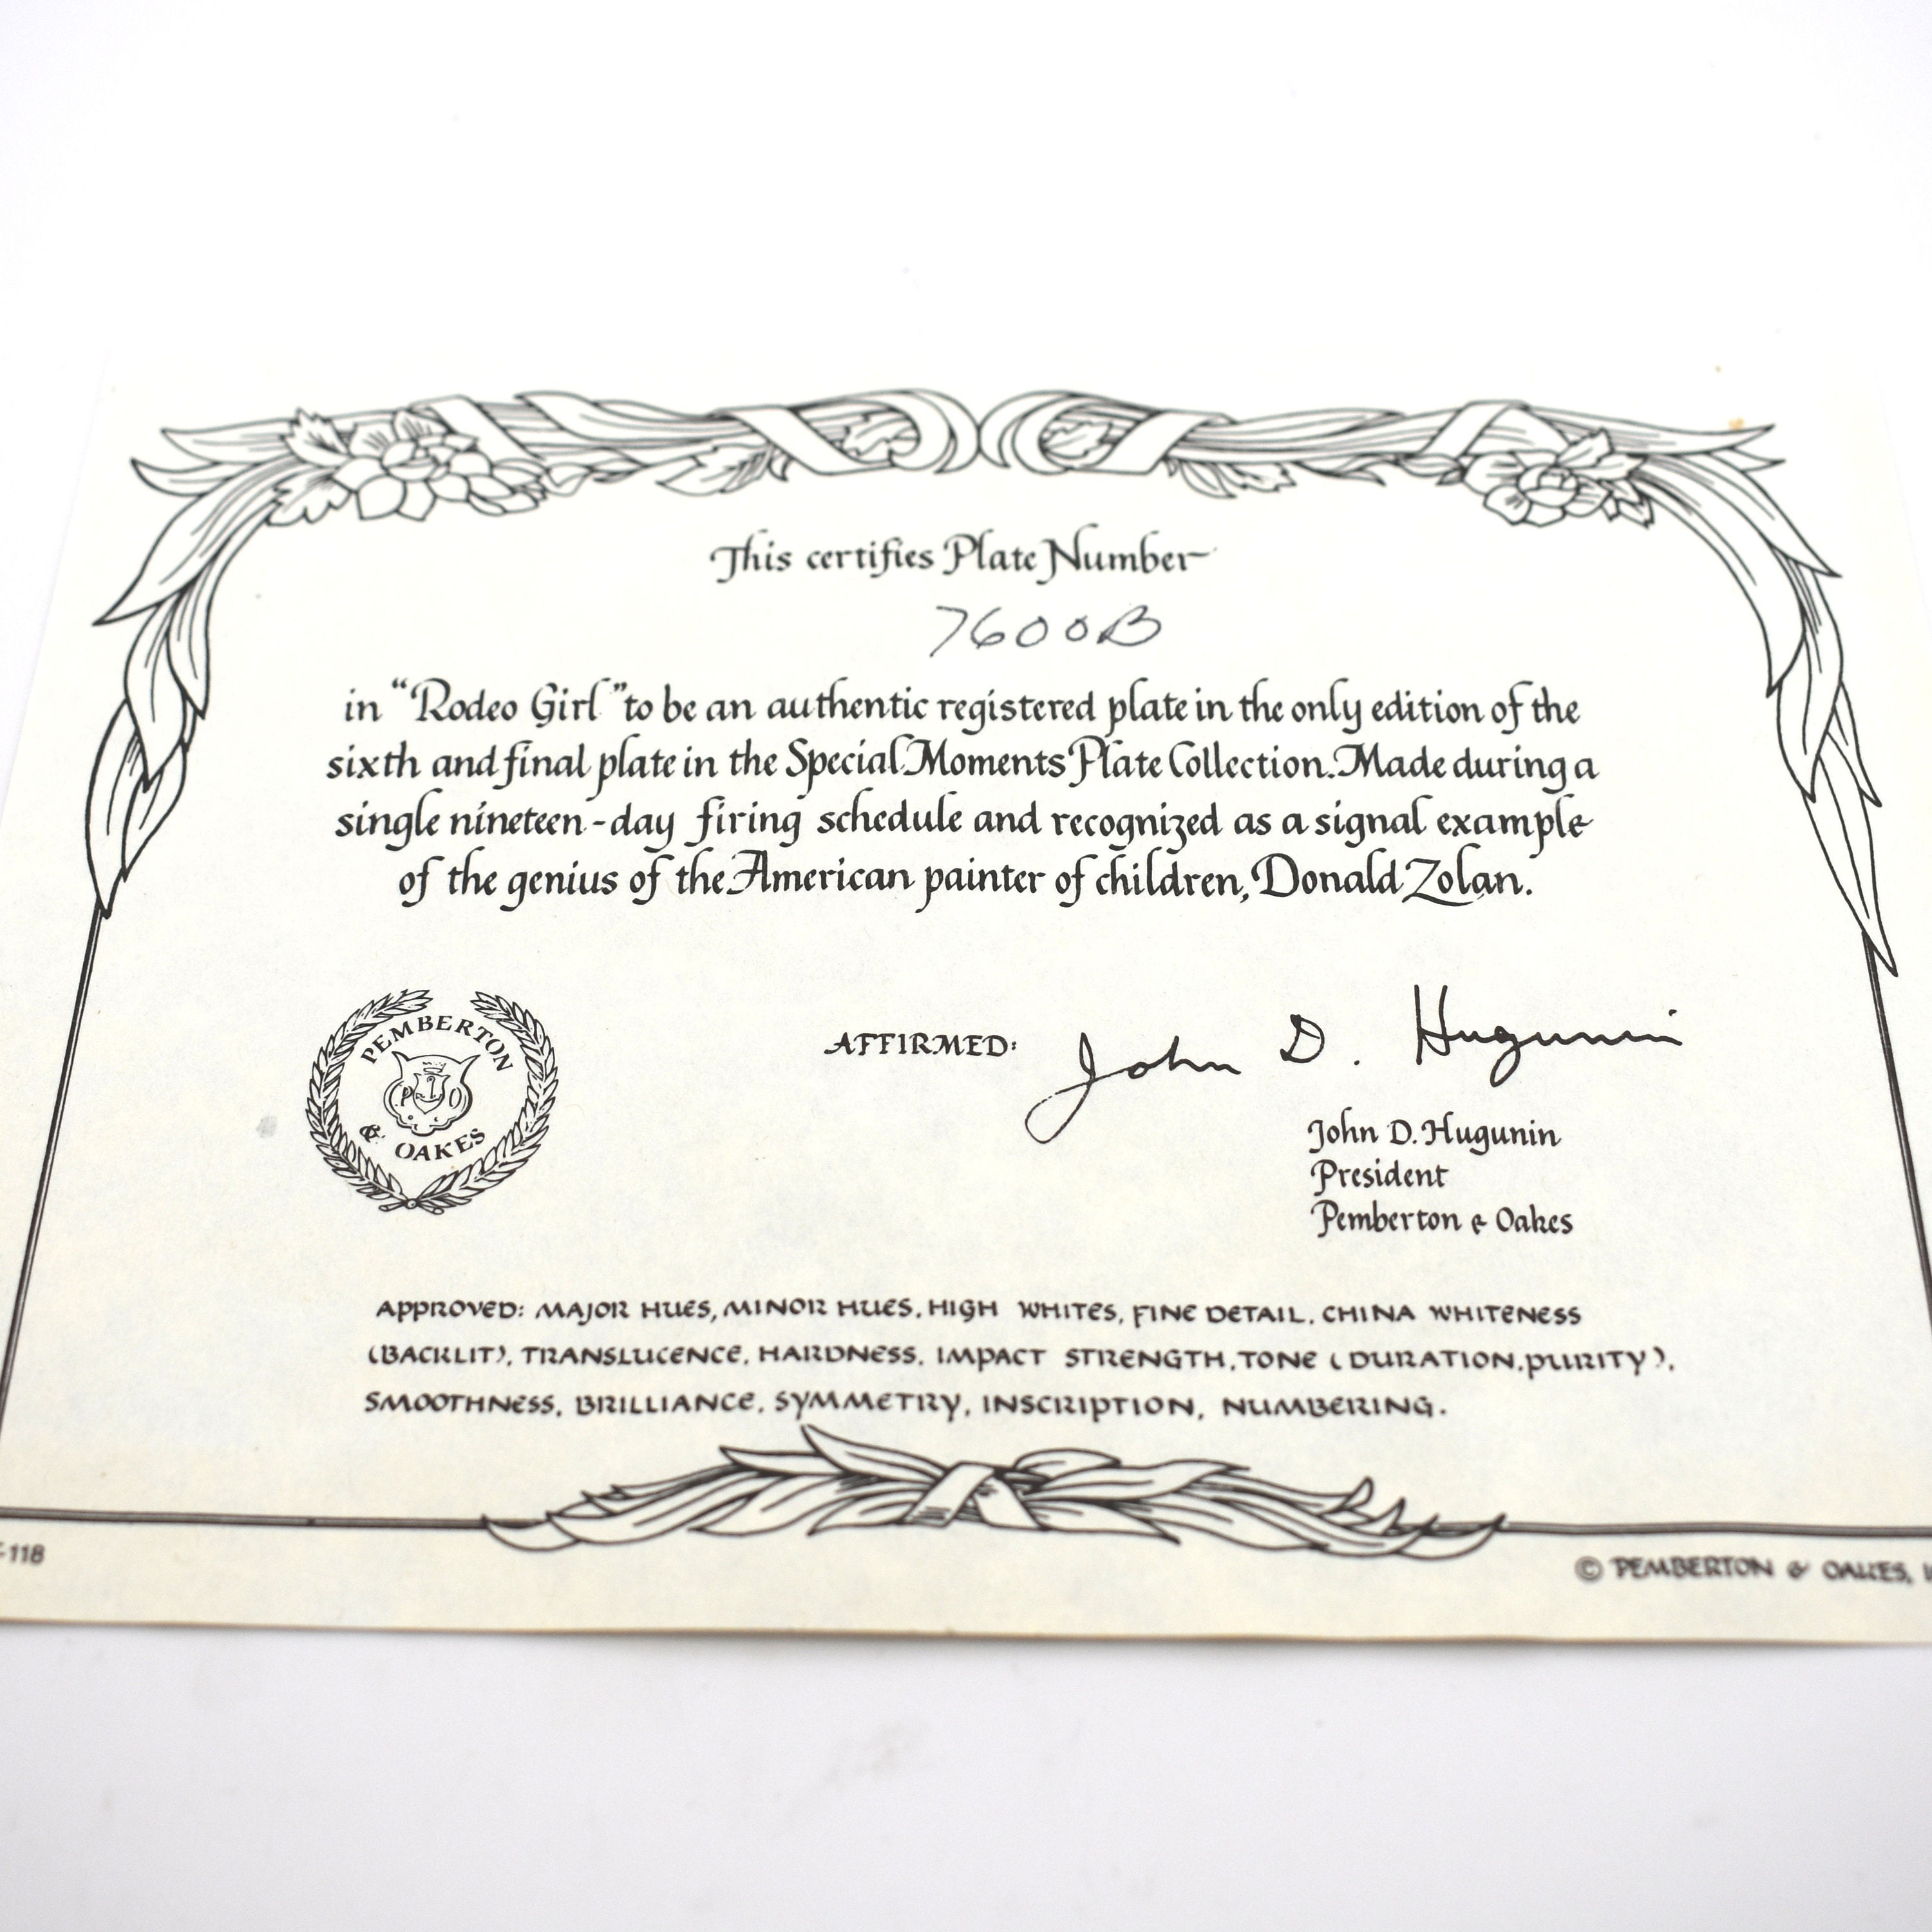 This certifies Plate Number
7600B
in “Rodeo Girl” to be an authentic registered plate in the only edition of the
sixth and final plate in the Special Moments Plate Collection. Made during a
single nineteen-day firing schedule and recognized as a signal example
of the genius of the American painter of children, Donald Zolan.
PEMBERTON
P O
& OAKES
AFFIRMED: John D. Hugunin
John D. Hugunin
President
Pemberton & Oakes
APPROVED: MAJOR HUES, MINOR HUES, HIGH WHITES, FINE DETAIL, CHINA WHITENESS
(BACKLIT), TRANSLUCENCE, HARDNESS, IMPACT STRENGTH, TONE (DURATION, PURITY),
SMOOTHNESS, BRILLIANCE, SYMMETRY, INSCRIPTION, NUMBERING.
-118
© PEMBERTON & OAKES,